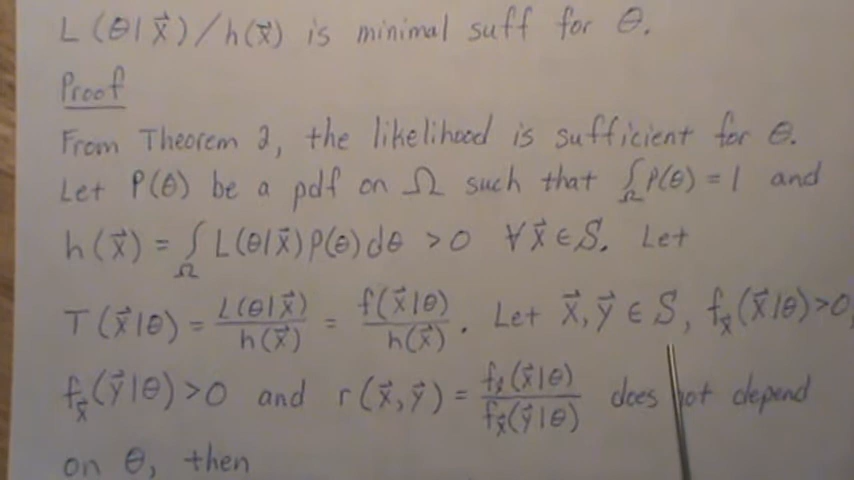 L(θ|x⃗)/h(x⃗) is minimal suff for θ.
Proof
From Theorem 2, the likelihood is sufficient for θ.
Let P(θ) be a pdf on Ω such that ∫_Ω P(θ) = 1 and
h(x⃗) = ∫_Ω L(θ|x⃗)P(θ)dθ > 0 ∀x⃗ ∈ S. Let
T(x⃗|θ) = L(θ|x⃗)/h(x⃗) = f(x⃗|θ)/h(x⃗). Let x⃗, y⃗ ∈ S, f_x⃗(x⃗|θ)>0,
f_x⃗(y⃗|θ)>0 and r(x⃗,y⃗) = f_x⃗(x⃗|θ)/f_x⃗(y⃗|θ) does not depend
on θ, then